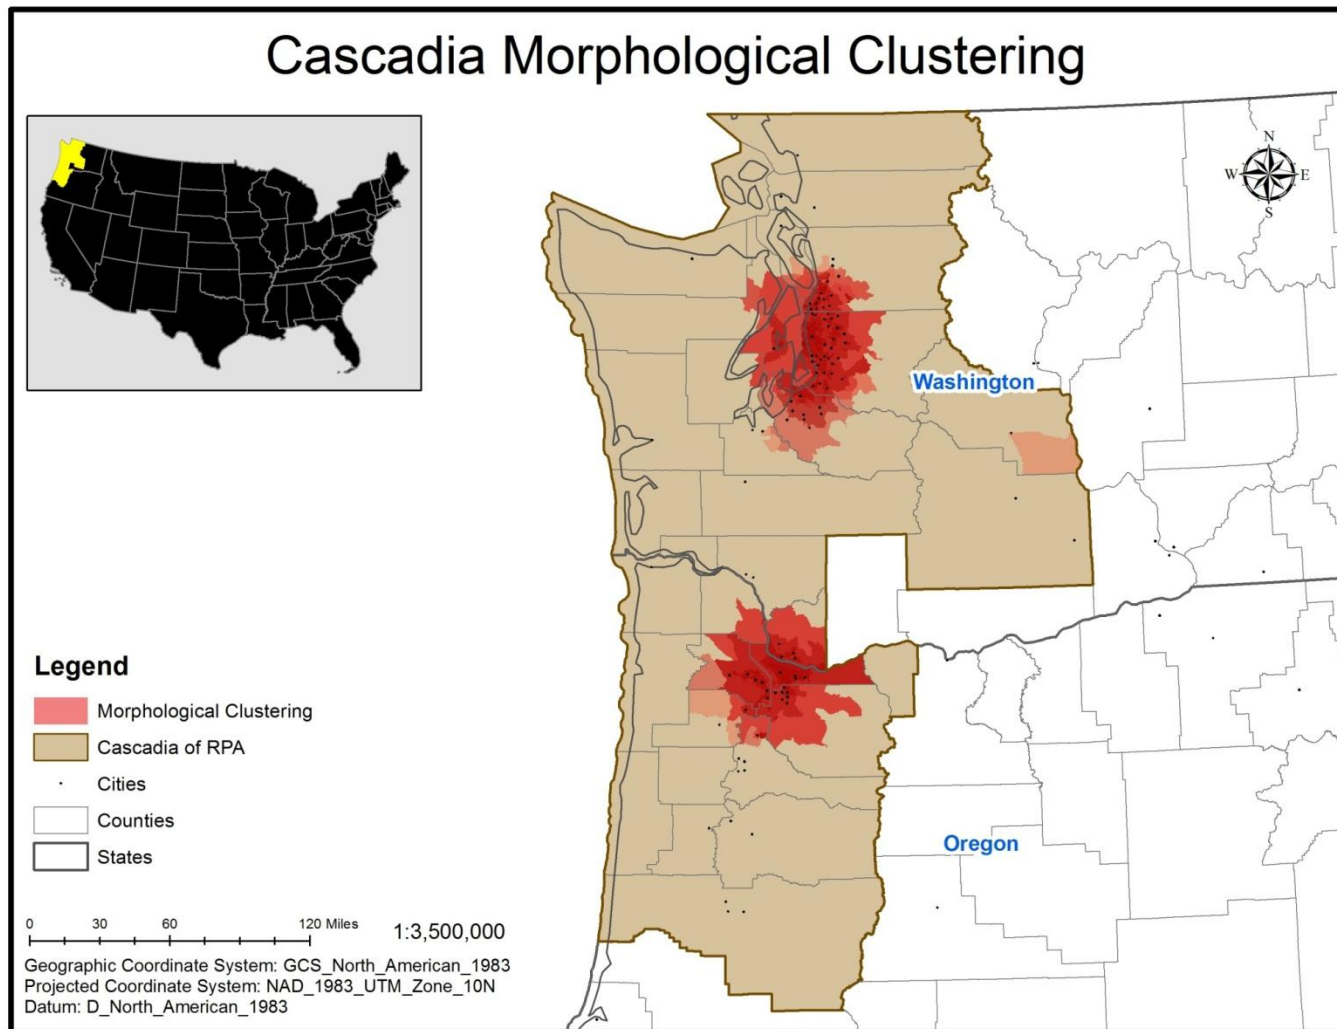 Cascadia Morphological Clustering
N
W E
S
Washington
Oregon
Legend
Morphological Clustering
Cascadia of RPA
Cities
Counties
States
0 30 60 120 Miles
1:3,500,000
Geographic Coordinate System: GCS_North_American_1983
Projected Coordinate System: NAD_1983_UTM_Zone_10N
Datum: D_North_American_1983